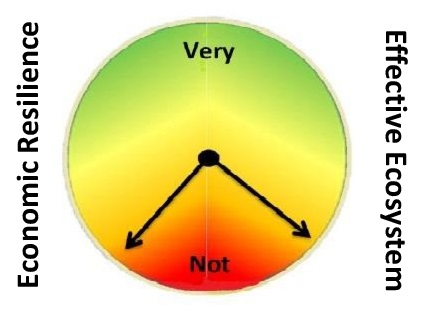 Economic Resilience
Very
Not
Effective Ecosystem